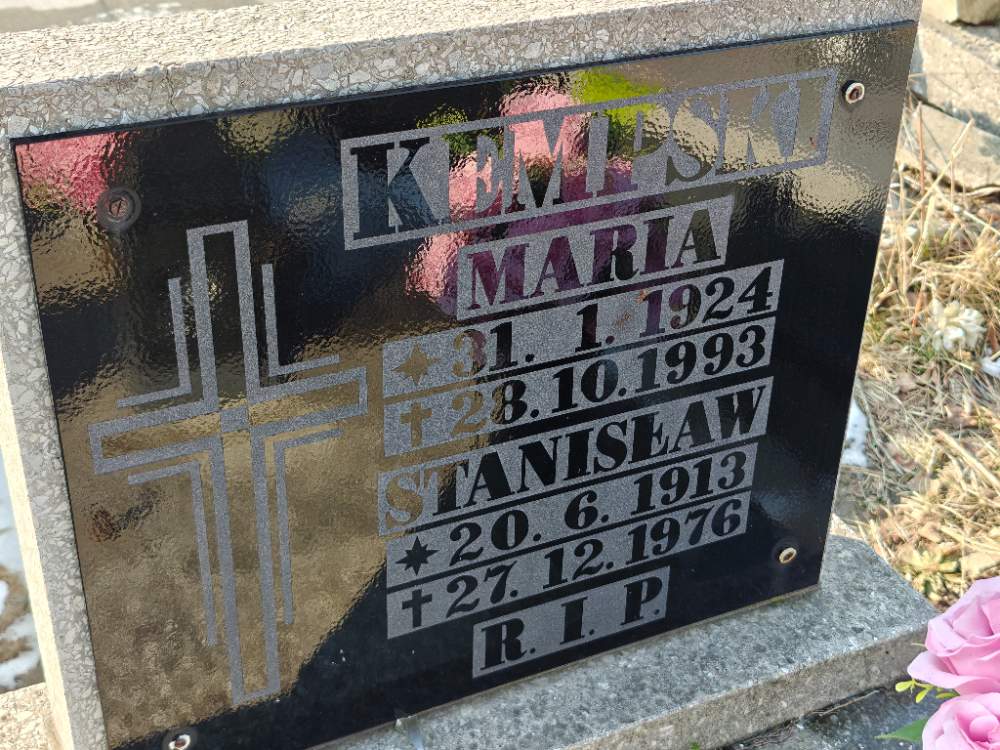 KEMPSKI
MARIA
✶ 31. 1. 1924
✝ 28. 10. 1993
STANISŁAW
✶ 20. 6. 1913
✝ 27. 12. 1976
R. I. P.